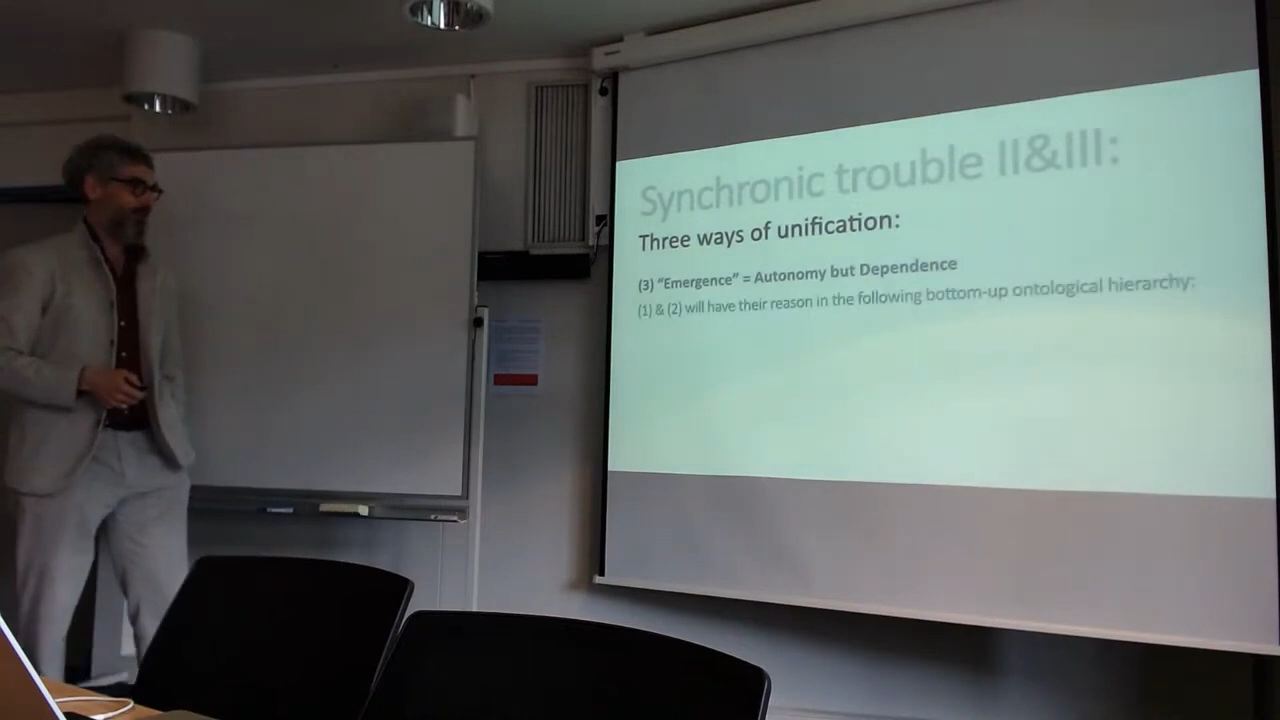 Synchronic trouble II&III:
Three ways of unification:
(3) “Emergence” = Autonomy but Dependence
(1) & (2) will have their reason in the following bottom-up ontological hierarchy: